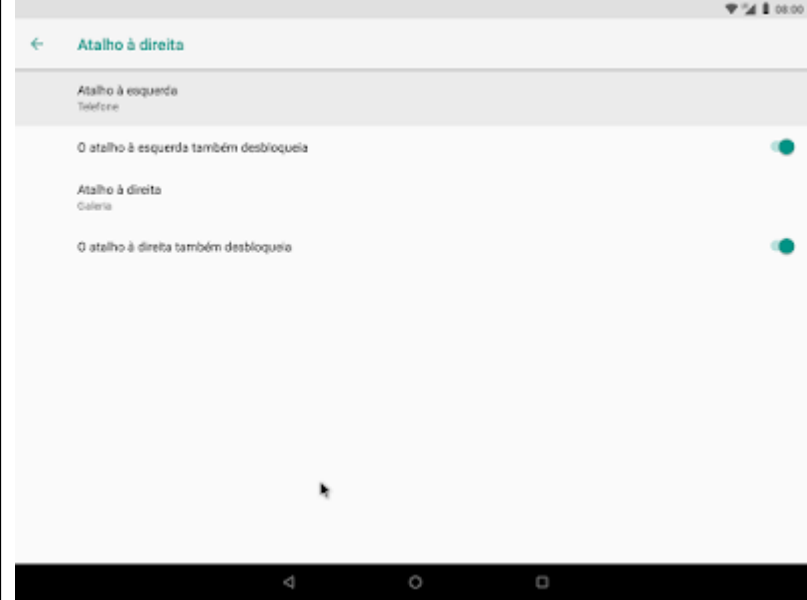 08:00
Atalho à direita
Atalho à esquerda
Telefone
O atalho à esquerda também desbloqueia
Atalho à direita
Galeria
O atalho à direita também desbloqueia